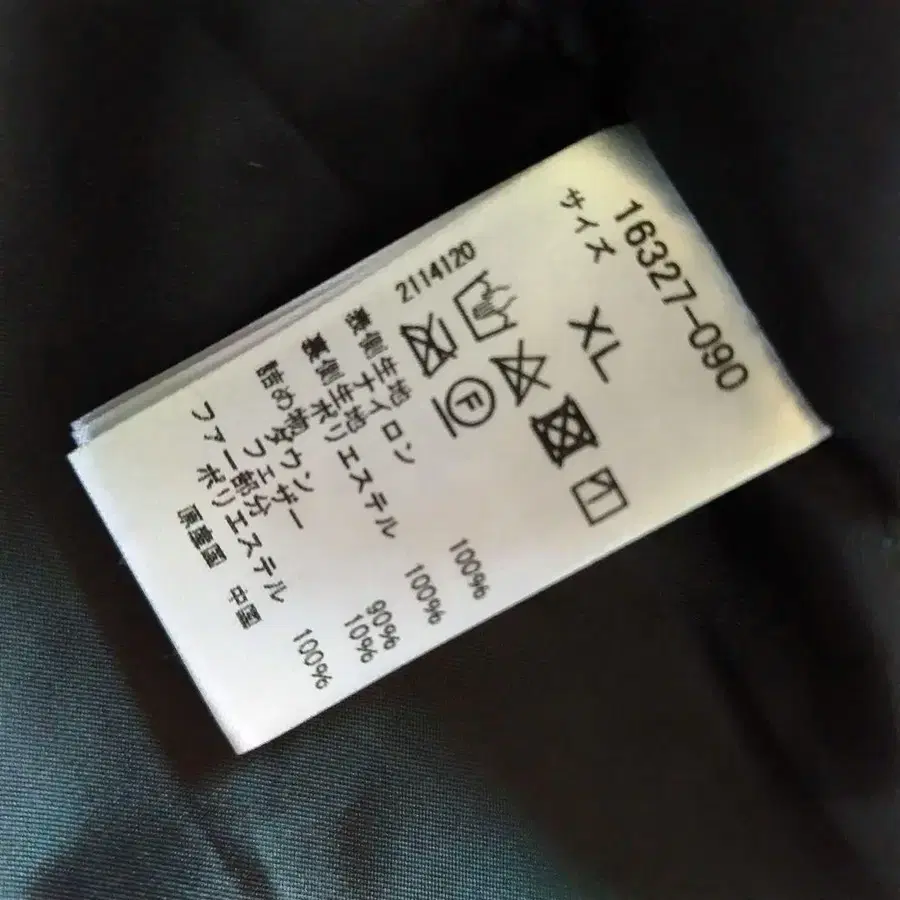 16327-090
サイズ XL
F
2114120
表側生地
ナイロン 100%
裏側生地
ポリエステル 100%
詰め物
ダウン 90%
フェザー 10%
ファー部分
ポリエステル 100%
原産国 中国